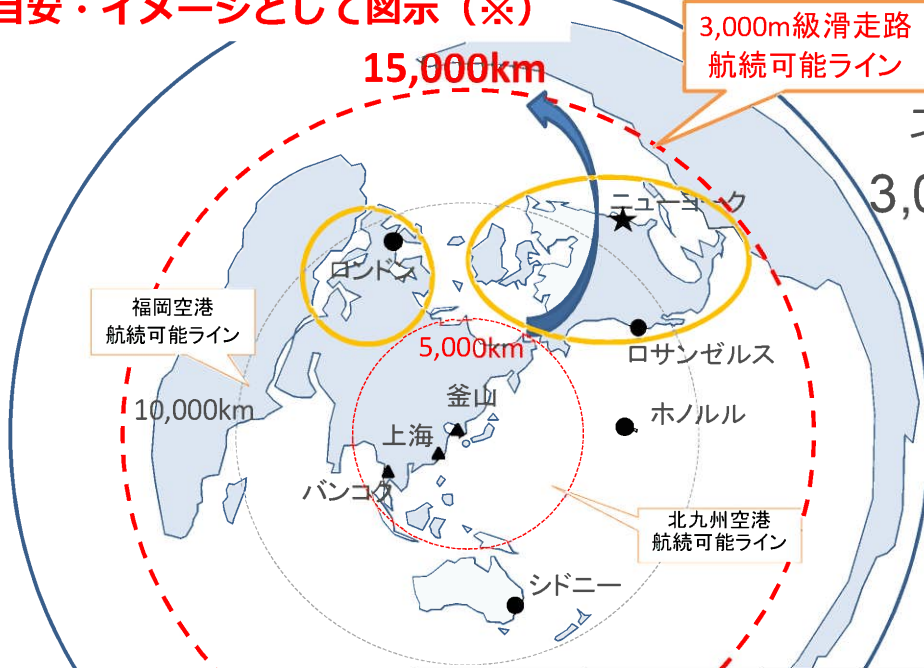 目安・イメージとして図示（※）
3,000m級滑走路
航続可能ライン
15,000km
3,0
ニューヨーク
ロンドン
福岡空港
航続可能ライン
5,000km
ロサンゼルス
10,000km
釜山
ホノルル
上海
バンコク
北九州空港
航続可能ライン
シドニー